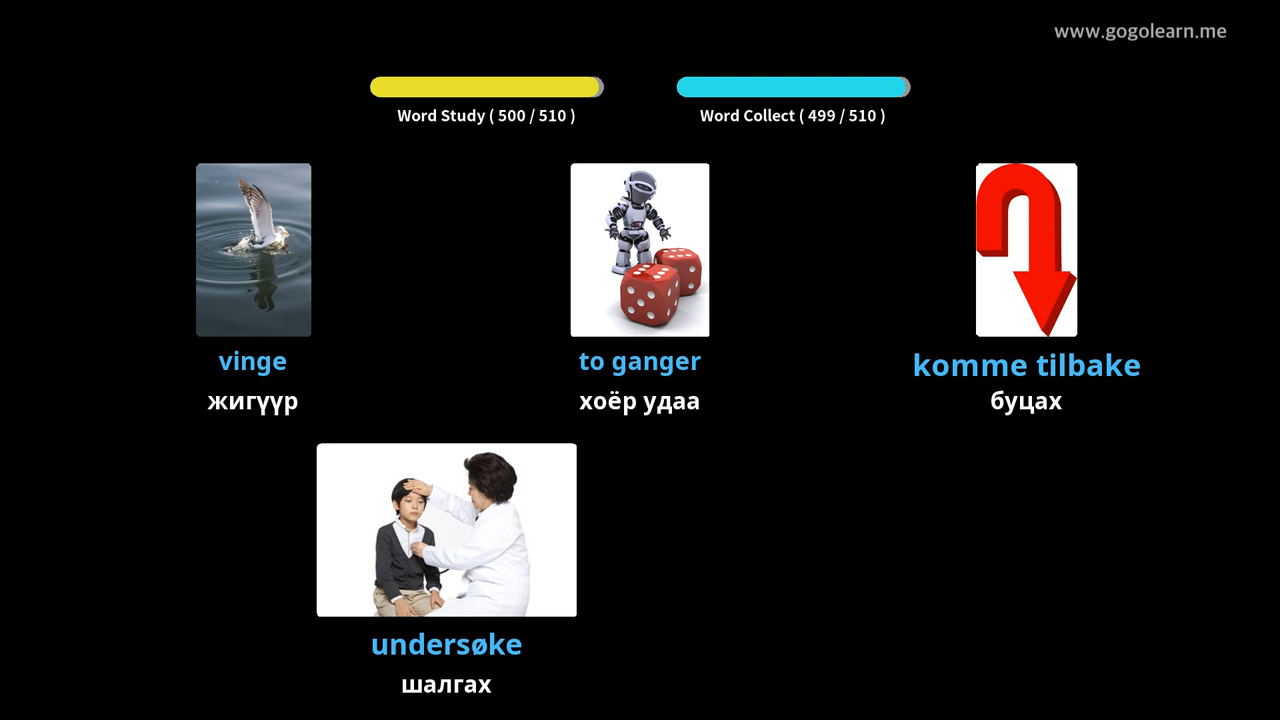 www.gogolearn.me
Word Study ( 500 / 510 )
Word Collect ( 499 / 510 )
vinge
жигүүр
to ganger
хоёр удаа
komme tilbake
буцах
undersøke
шалгах